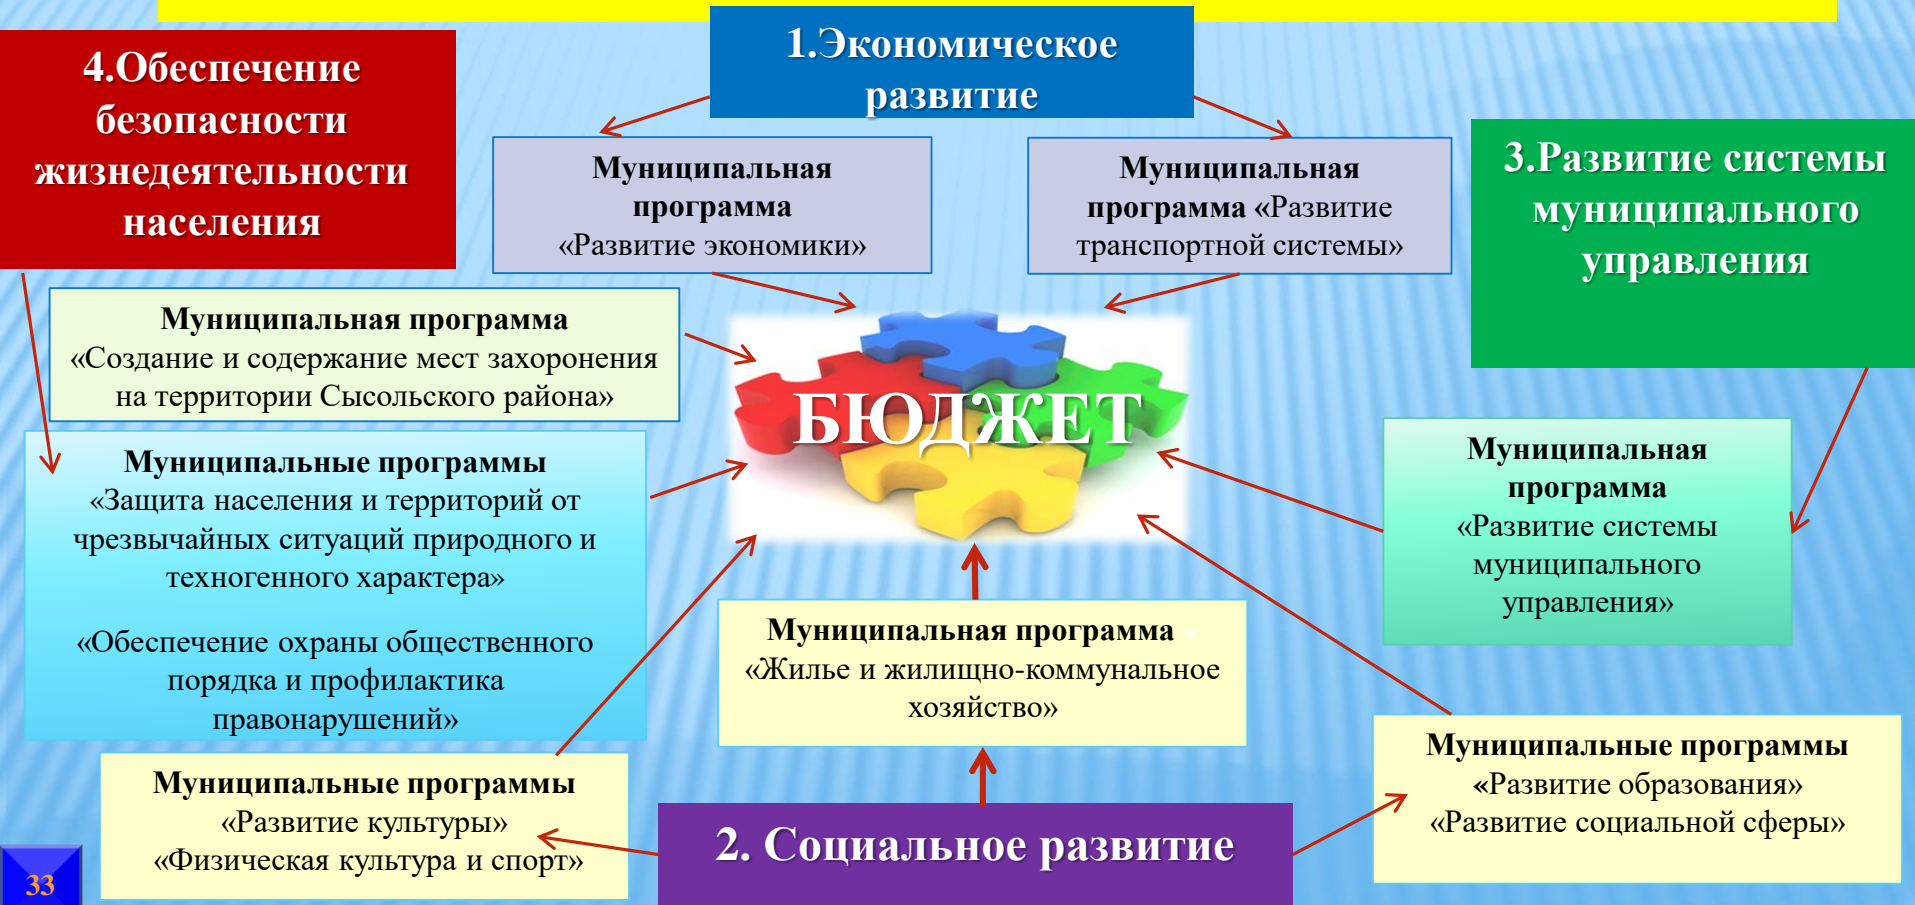 1.Экономическое
развитие
4.Обеспечение
безопасности
жизнедеятельности
населения
3.Развитие системы
муниципального
управления
Муниципальная
программа
«Развитие экономики»
Муниципальная
программа «Развитие
транспортной системы»
Муниципальная программа
«Создание и содержание мест захоронения
на территории Сысольского района»
БЮДЖЕТ
Муниципальные программы
«Защита населения и территорий от
чрезвычайных ситуаций природного и
техногенного характера»
«Обеспечение охраны общественного
порядка и профилактика
правонарушений»
Муниципальная
программа
«Развитие системы
муниципального
управления»
Муниципальная программа «
«Жилье и жилищно-коммунальное
хозяйство»
Муниципальные программы
«Развитие культуры»
«Физическая культура и спорт»
2. Социальное развитие
Муниципальные программы
«Развитие образования»
«Развитие социальной сферы»
33